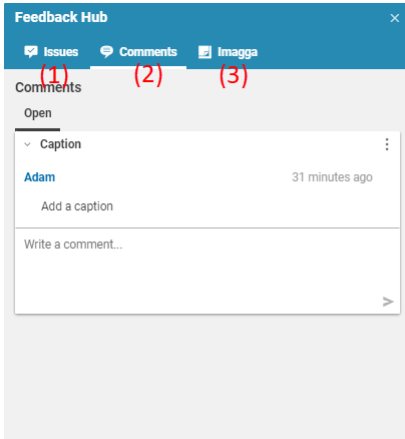 Feedback Hub ×
Issues Comments Imagga
(1) (2) (3)
Comments
Open
Caption
Adam 31 minutes ago
Add a caption
Write a comment...